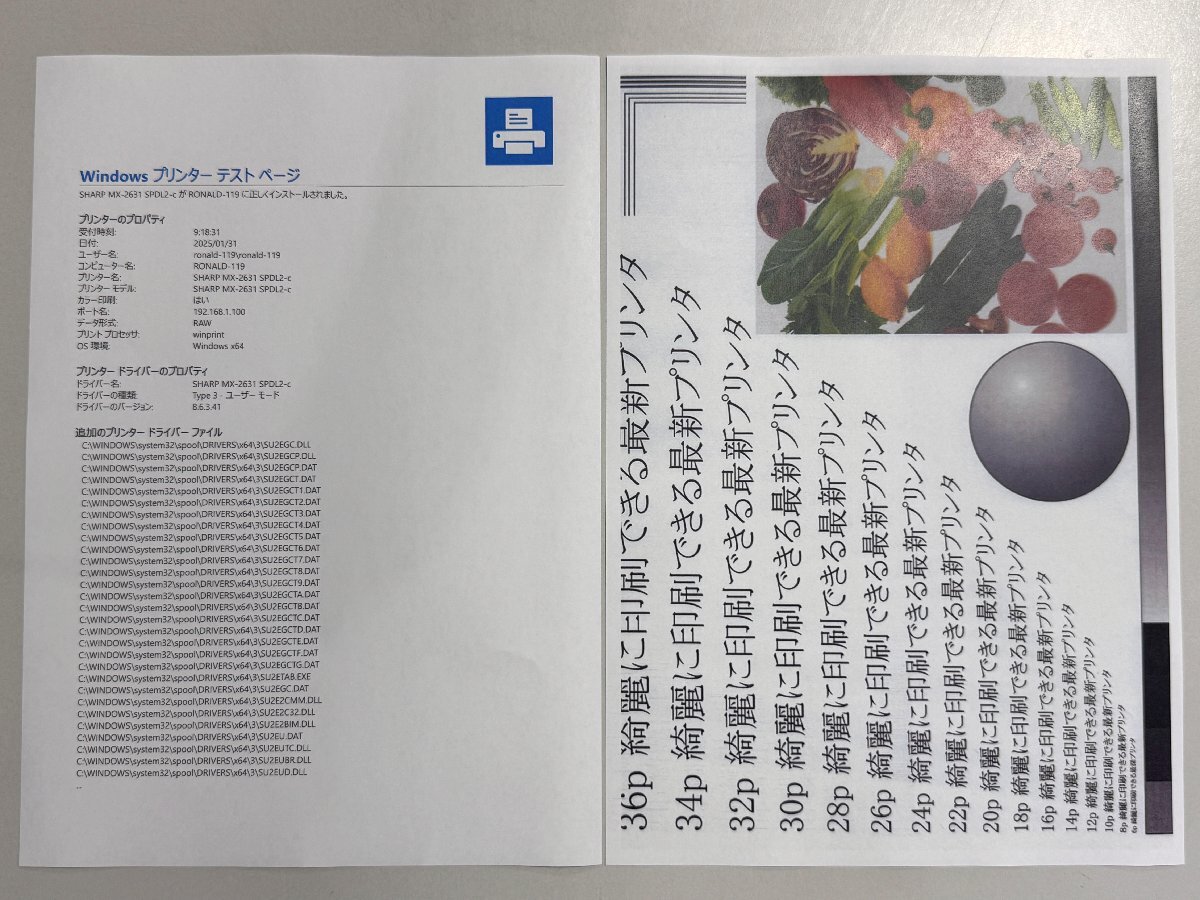 Windows プリンター テスト ページ
SHARP MX-2631 SPDL2-c が RONALD-119 に正しくインストールされました。
プリンターのプロパティ
受付時刻: 9:18:31
日付: 2025/01/31
ユーザー名: ronald-119\ronald-119
コンピューター名: RONALD-119
プリンター名: SHARP MX-2631 SPDL2-c
プリンター モデル: SHARP MX-2631 SPDL2-c
カラー印刷: はい
ポート名: 192.168.1.100
データ形式: RAW
プリント プロセッサ: winprint
OS 環境: Windows x64
プリンター ドライバーのプロパティ
ドライバー名: SHARP MX-2631 SPDL2-c
ドライバーの種類: Type 3 - ユーザー モード
ドライバーのバージョン: 8.6.3.41
追加のプリンター ドライバー ファイル
C:\WINDOWS\system32\spool\DRIVERS\x64\3\SU2EGC.DLL
C:\WINDOWS\system32\spool\DRIVERS\x64\3\SU2EGCP.DLL
C:\WINDOWS\system32\spool\DRIVERS\x64\3\SU2EGCP.DAT
C:\WINDOWS\system32\spool\DRIVERS\x64\3\SU2EGCT.DAT
C:\WINDOWS\system32\spool\DRIVERS\x64\3\SU2EGCT1.DAT
C:\WINDOWS\system32\spool\DRIVERS\x64\3\SU2EGCT2.DAT
C:\WINDOWS\system32\spool\DRIVERS\x64\3\SU2EGCT3.DAT
C:\WINDOWS\system32\spool\DRIVERS\x64\3\SU2EGCT4.DAT
C:\WINDOWS\system32\spool\DRIVERS\x64\3\SU2EGCT5.DAT
C:\WINDOWS\system32\spool\DRIVERS\x64\3\SU2EGCT6.DAT
C:\WINDOWS\system32\spool\DRIVERS\x64\3\SU2EGCT7.DAT
C:\WINDOWS\system32\spool\DRIVERS\x64\3\SU2EGCT8.DAT
C:\WINDOWS\system32\spool\DRIVERS\x64\3\SU2EGCT9.DAT
C:\WINDOWS\system32\spool\DRIVERS\x64\3\SU2EGCTA.DAT
C:\WINDOWS\system32\spool\DRIVERS\x64\3\SU2EGCTB.DAT
C:\WINDOWS\system32\spool\DRIVERS\x64\3\SU2EGCTC.DAT
C:\WINDOWS\system32\spool\DRIVERS\x64\3\SU2EGCTD.DAT
C:\WINDOWS\system32\spool\DRIVERS\x64\3\SU2EGCTE.DAT
C:\WINDOWS\system32\spool\DRIVERS\x64\3\SU2EGCTF.DAT
C:\WINDOWS\system32\spool\DRIVERS\x64\3\SU2EGCTG.DAT
C:\WINDOWS\system32\spool\DRIVERS\x64\3\SU2ETAB.EXE
C:\WINDOWS\system32\spool\DRIVERS\x64\3\SU2EGC.DAT
C:\WINDOWS\system32\spool\DRIVERS\x64\3\SU2E2CMM.DLL
C:\WINDOWS\system32\spool\DRIVERS\x64\3\SU2E2C32.DLL
C:\WINDOWS\system32\spool\DRIVERS\x64\3\SU2E2BIM.DLL
C:\WINDOWS\system32\spool\DRIVERS\x64\3\SU2EU.DAT
C:\WINDOWS\system32\spool\DRIVERS\x64\3\SU2EUTC.DLL
C:\WINDOWS\system32\spool\DRIVERS\x64\3\SU2EUBR.DLL
C:\WINDOWS\system32\spool\DRIVERS\x64\3\SU2EUD.DLL
36p 綺麗に印刷できる最新プリンタ
34p 綺麗に印刷できる最新プリンタ
32p 綺麗に印刷できる最新プリンタ
30p 綺麗に印刷できる最新プリンタ
28p 綺麗に印刷できる最新プリンタ
26p 綺麗に印刷できる最新プリンタ
24p 綺麗に印刷できる最新プリンタ
22p 綺麗に印刷できる最新プリンタ
20p 綺麗に印刷できる最新プリンタ
18p 綺麗に印刷できる最新プリンタ
16p 綺麗に印刷できる最新プリンタ
14p 綺麗に印刷できる最新プリンタ
12p 綺麗に印刷できる最新プリンタ
10p 綺麗に印刷できる最新プリンタ
8p 綺麗に印刷できる最新プリンタ
6p 綺麗に印刷できる最新プリンタ